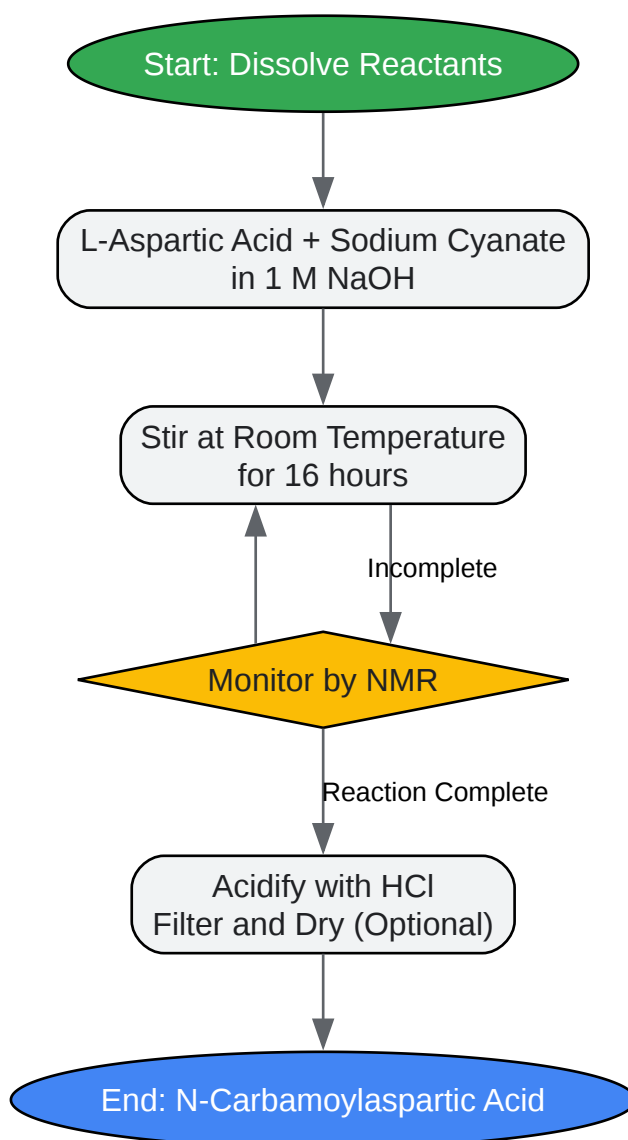 Start: Dissolve Reactants
L-Aspartic Acid + Sodium Cyanate
in 1 M NaOH
Stir at Room Temperature
for 16 hours
Incomplete
Monitor by NMR
Reaction Complete
Acidify with HCl
Filter and Dry (Optional)
End: N-Carbamoylaspartic Acid